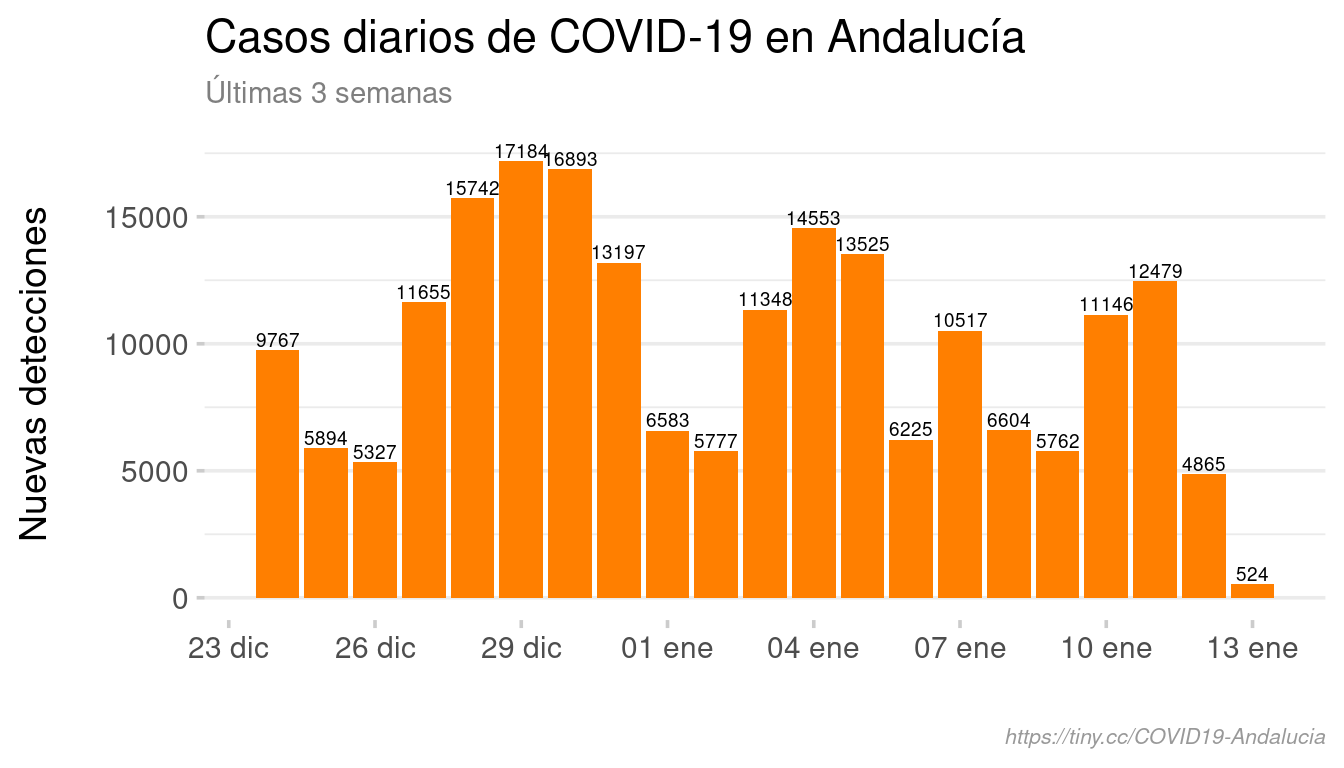 Casos diarios de COVID-19 en Andalucía
Últimas 3 semanas
Nuevas detecciones
15000
10000
5000
0
9767
5894
5327
11655
15742
17184
16893
13197
6583
5777
11348
14553
13525
6225
10517
6604
5762
11146
12479
4865
524
23 dic
26 dic
29 dic
01 ene
04 ene
07 ene
10 ene
13 ene
https://tiny.cc/COVID19-Andalucia